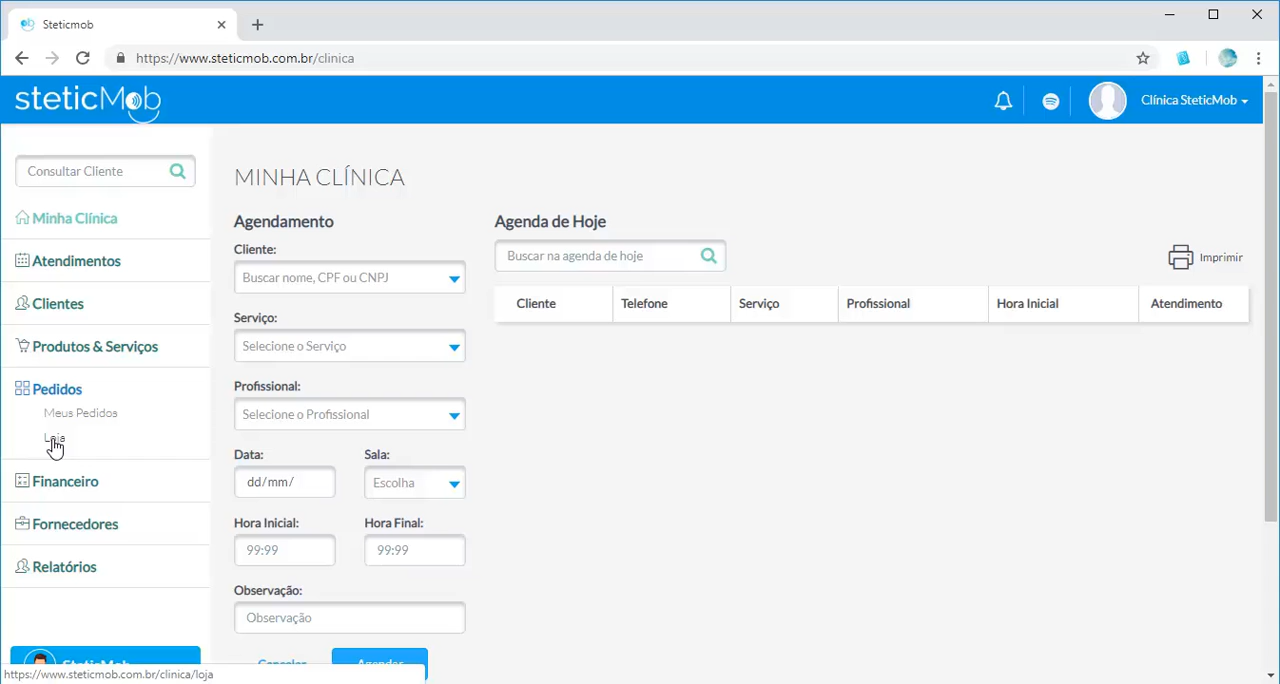 Steticmob
https://www.steticmob.com.br/clinica
steticMob
Clínica SteticMob
Consultar Cliente
Minha Clínica
Atendimentos
Clientes
Produtos & Serviços
Pedidos
Meus Pedidos
Loja
Financeiro
Fornecedores
Relatórios
SteticMob
MINHA CLÍNICA
Agendamento
Cliente:
Buscar nome, CPF ou CNPJ
Serviço:
Selecione o Serviço
Profissional:
Selecione o Profissional
Data: Sala:
dd/mm/ Escolha
Hora Inicial: Hora Final:
99:99 99:99
Observação:
Observação
Cancelar Agendar
Agenda de Hoje
Buscar na agenda de hoje
Imprimir
Cliente Telefone Serviço Profissional Hora Inicial Atendimento
https://www.steticmob.com.br/clinica/loja